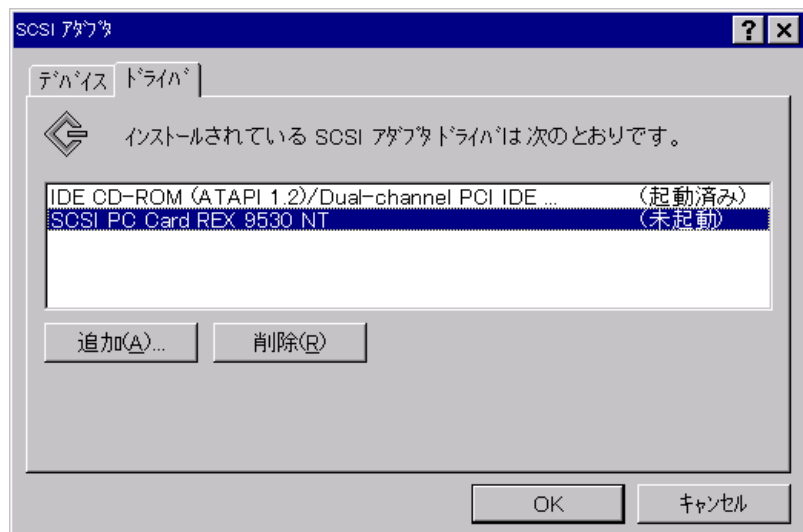 SCSI ｱﾀﾞﾌﾟﾀ
ﾃﾞﾊﾞｲｽ ﾄﾞﾗｲﾊﾞ
ｲﾝｽﾄｰﾙされている SCSI ｱﾀﾞﾌﾟﾀ ﾄﾞﾗｲﾊﾞは次のとおりです。
IDE CD-ROM (ATAPI 1.2)/Dual-channel PCI IDE ... (起動済み)
SCSI PC Card REX 9530 NT (未起動)
追加(A)... 削除(R)
OK ｷｬﾝｾﾙ